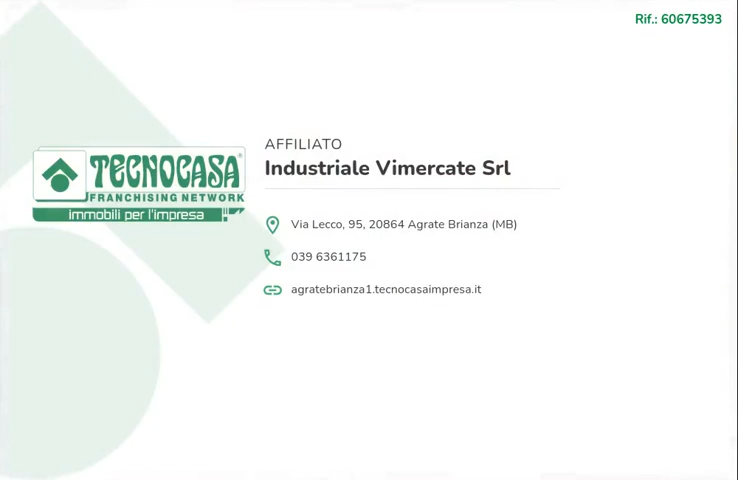 Rif.: 60675393
AFFILIATO
Industriale Vimercate Srl
TECNOCASA®
FRANCHISING NETWORK
immobili per l'impresa
Via Lecco, 95, 20864 Agrate Brianza (MB)
039 6361175
agratebrianza1.tecnocasaimpresa.it